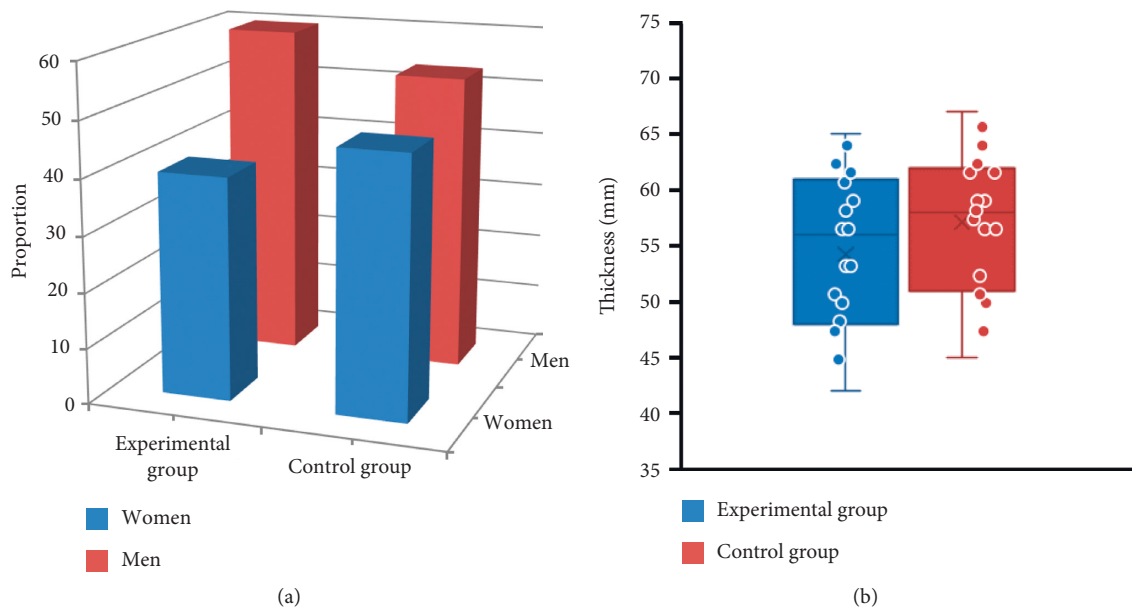 60
50
40
30
20
10
0
Proportion
Men
Women
Experimental
group
Control group
Women
Men
(a)
75
70
65
60
55
50
45
40
35
Thickness (mm)
Experimental group
Control group
(b)